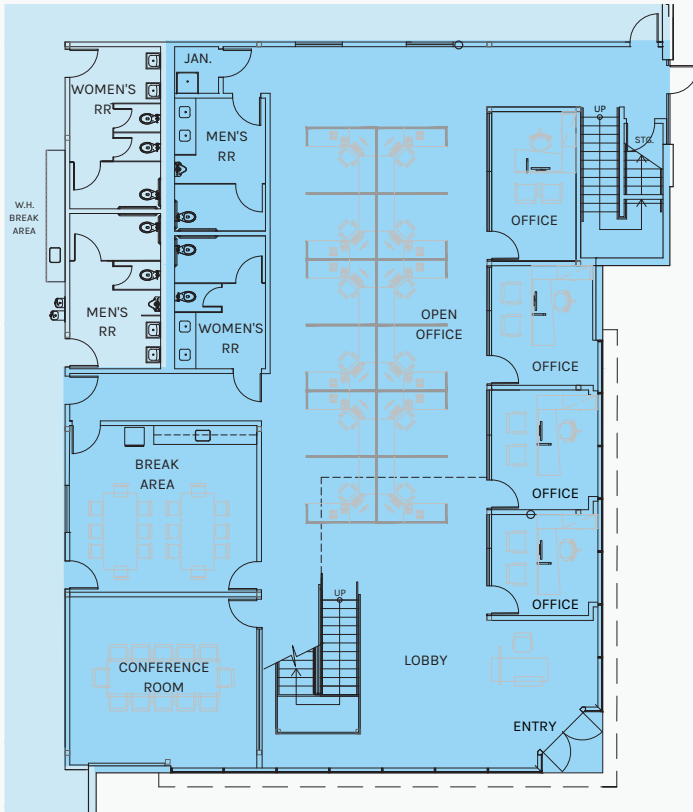 JAN.
WOMEN'S
RR
MEN'S
RR
UP
STG.
W.H.
BREAK
AREA
OFFICE
MEN'S
RR
WOMEN'S
RR
OPEN
OFFICE
OFFICE
BREAK
AREA
OFFICE
UP
OFFICE
CONFERENCE
ROOM
LOBBY
ENTRY